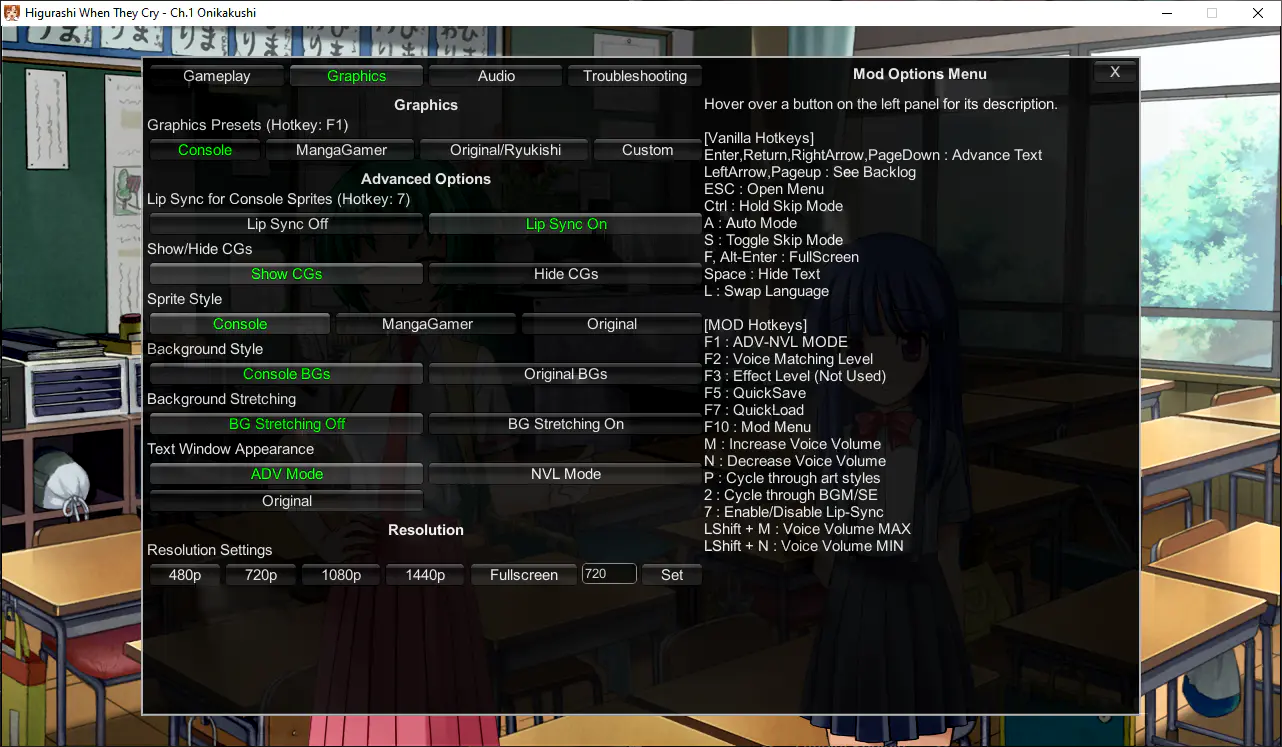 Higurashi When They Cry - Ch.1 Onikakushi
Gameplay Graphics Audio Troubleshooting
Graphics
Graphics Presets (Hotkey: F1)
Console MangaGamer Original/Ryukishi Custom
Advanced Options
Lip Sync for Console Sprites (Hotkey: 7)
Lip Sync Off Lip Sync On
Show/Hide CGs
Show CGs Hide CGs
Sprite Style
Console MangaGamer Original
Background Style
Console BGs Original BGs
Background Stretching
BG Stretching Off BG Stretching On
Text Window Appearance
ADV Mode NVL Mode
Original
Resolution
Resolution Settings
480p 720p 1080p 1440p Fullscreen 720 Set
Mod Options Menu X
Hover over a button on the left panel for its description.
[Vanilla Hotkeys]
Enter,Return,RightArrow,PageDown : Advance Text
LeftArrow,Pageup : See Backlog
ESC : Open Menu
Ctrl : Hold Skip Mode
A : Auto Mode
S : Toggle Skip Mode
F, Alt-Enter : FullScreen
Space : Hide Text
L : Swap Language
[MOD Hotkeys]
F1 : ADV-NVL MODE
F2 : Voice Matching Level
F3 : Effect Level (Not Used)
F5 : QuickSave
F7 : QuickLoad
F10 : Mod Menu
M : Increase Voice Volume
N : Decrease Voice Volume
P : Cycle through art styles
2 : Cycle through BGM/SE
7 : Enable/Disable Lip-Sync
LShift + M : Voice Volume MAX
LShift + N : Voice Volume MIN